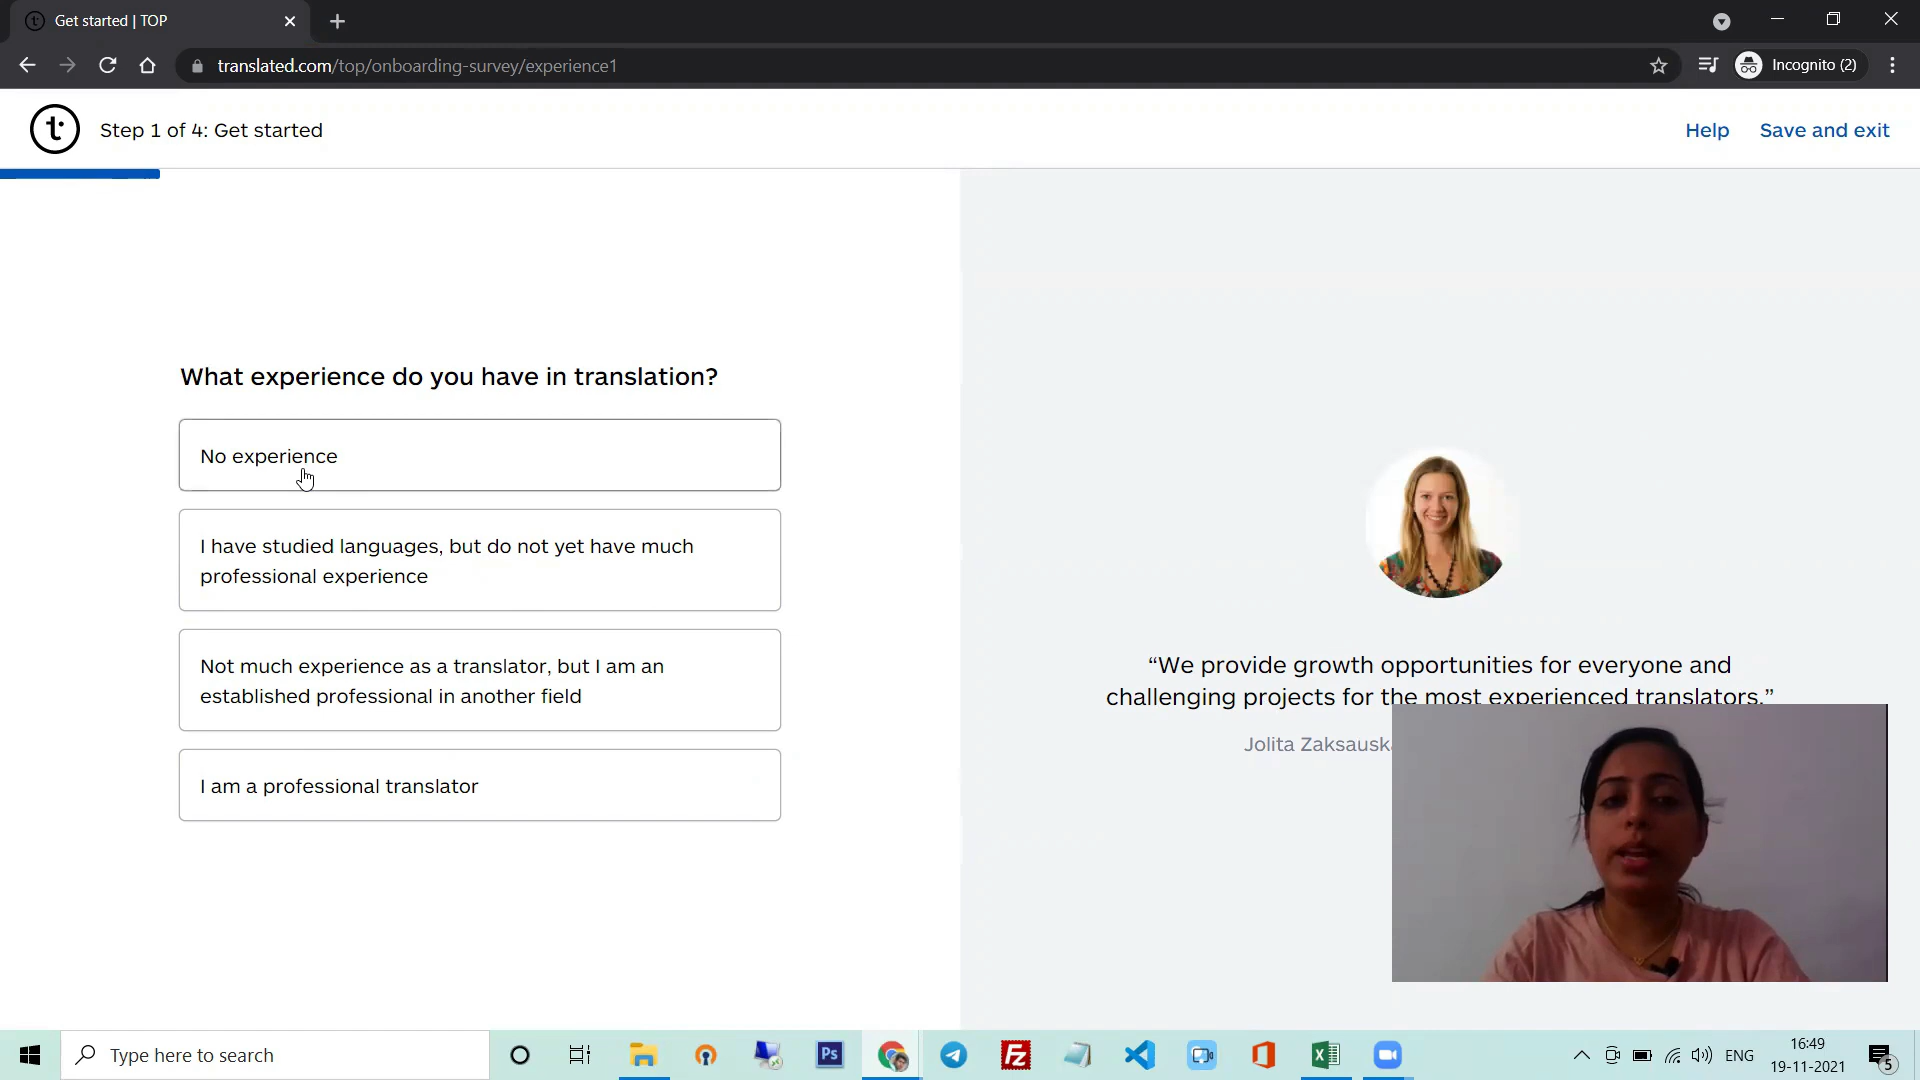 Get started | TOP
translated.com/top/onboarding-survey/experience1
Incognito (2)
Step 1 of 4: Get started
Help
Save and exit
What experience do you have in translation?
No experience
I have studied languages, but do not yet have much
professional experience
Not much experience as a translator, but I am an
established professional in another field
I am a professional translator
“We provide growth opportunities for everyone and
challenging projects for the most experienced translators.”
Jolita
Type here to search
Ps
ENG
16:49
19-11-2021
5